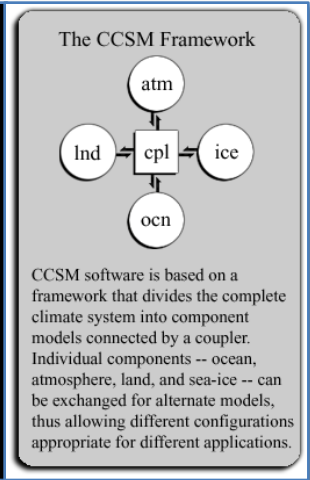 The CCSM Framework
atm
lnd
cpl
ice
ocn
CCSM software is based on a
framework that divides the complete
climate system into component
models connected by a coupler.
Individual components -- ocean,
atmosphere, land, and sea-ice -- can
be exchanged for alternate models,
thus allowing different configurations
appropriate for different applications.